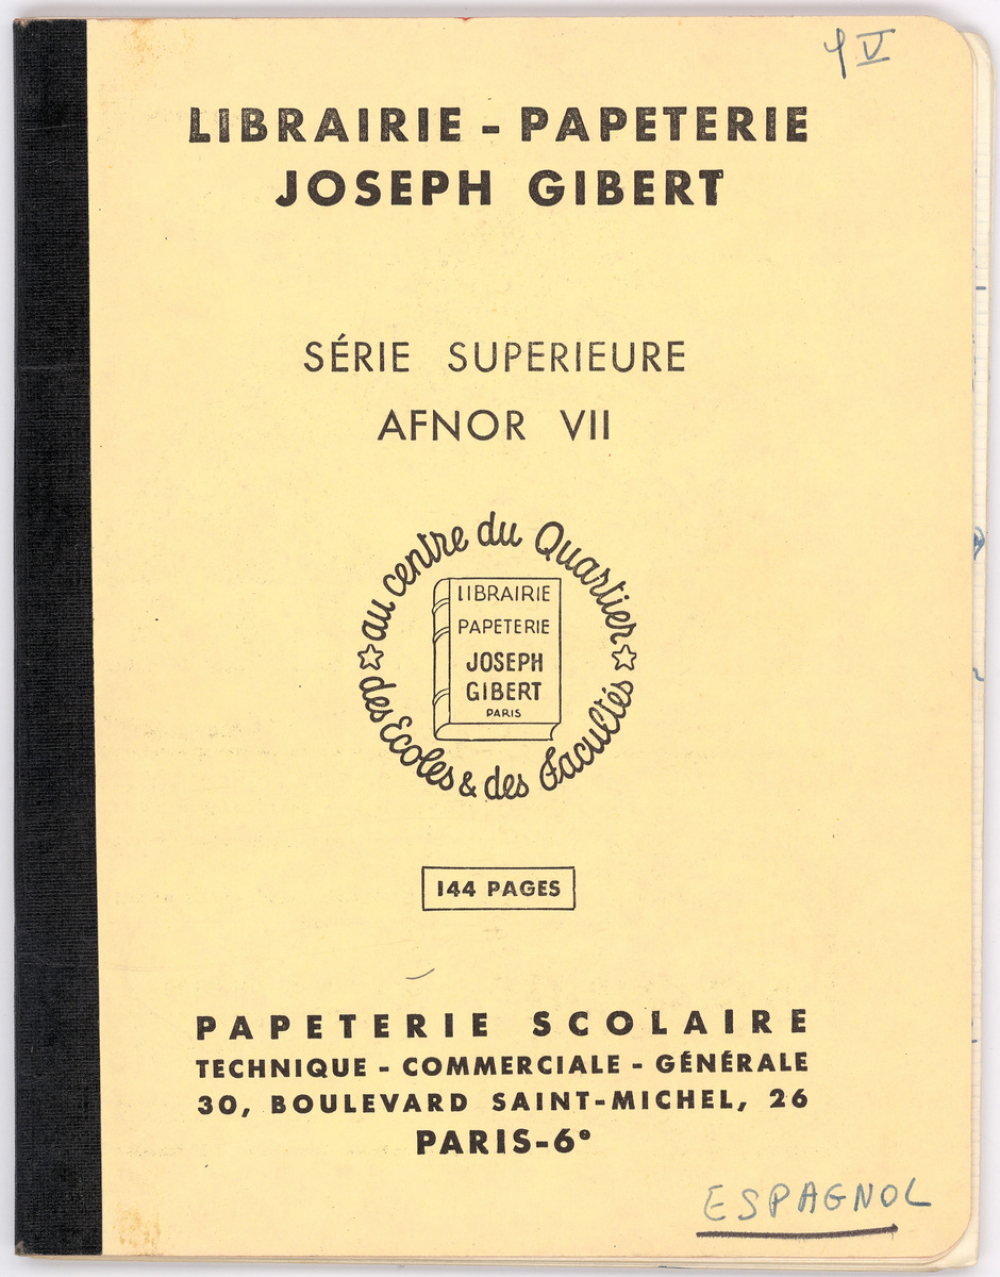 φ V
LIBRAIRIE - PAPETERIE
JOSEPH GIBERT
SÉRIE SUPERIEURE
AFNOR VII
au centre du Quartier
des Ecoles & des Facultés
LIBRAIRIE
PAPETERIE
JOSEPH
GIBERT
PARIS
144 PAGES
PAPETERIE SCOLAIRE
TECHNIQUE - COMMERCIALE - GÉNÉRALE
30, BOULEVARD SAINT-MICHEL, 26
PARIS-6e
ESPAGNOL